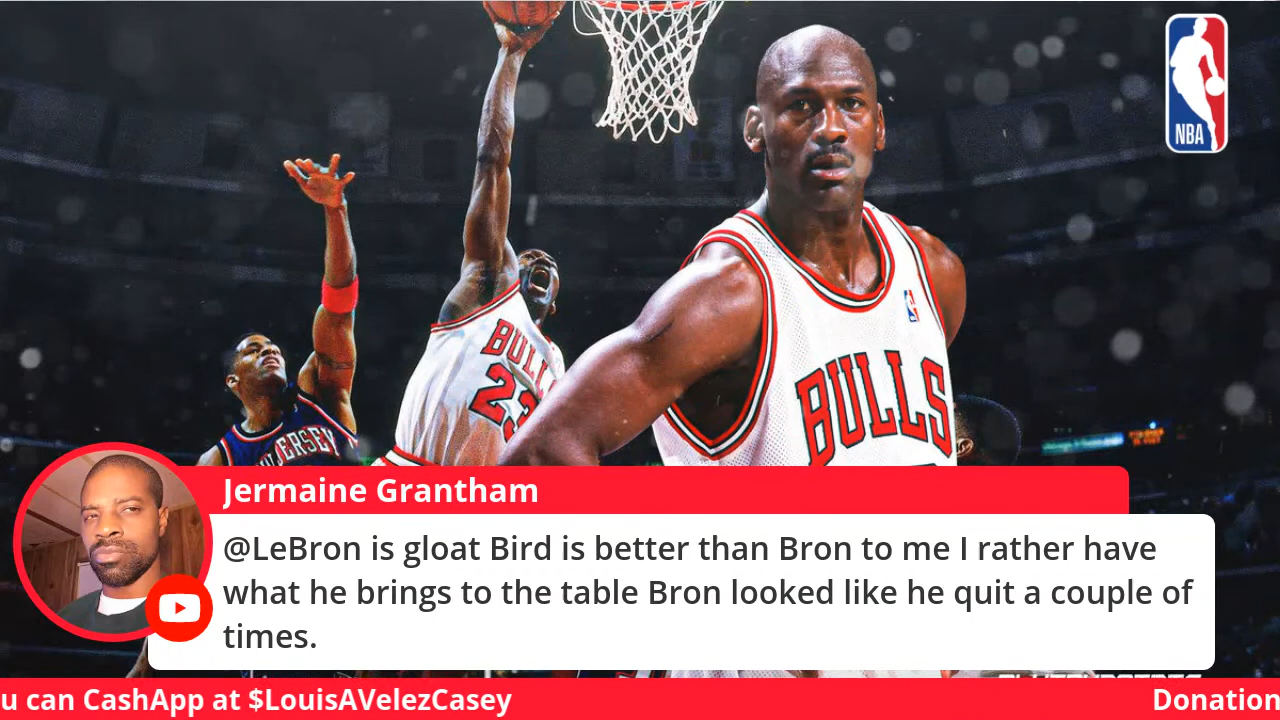 NBA
BULLS
23
JERSEY
BULLS
Jermaine Grantham
@LeBron is gloat Bird is better than Bron to me I rather have
what he brings to the table Bron looked like he quit a couple of
times.
u can CashApp at $LouisAVelezCasey
Donation